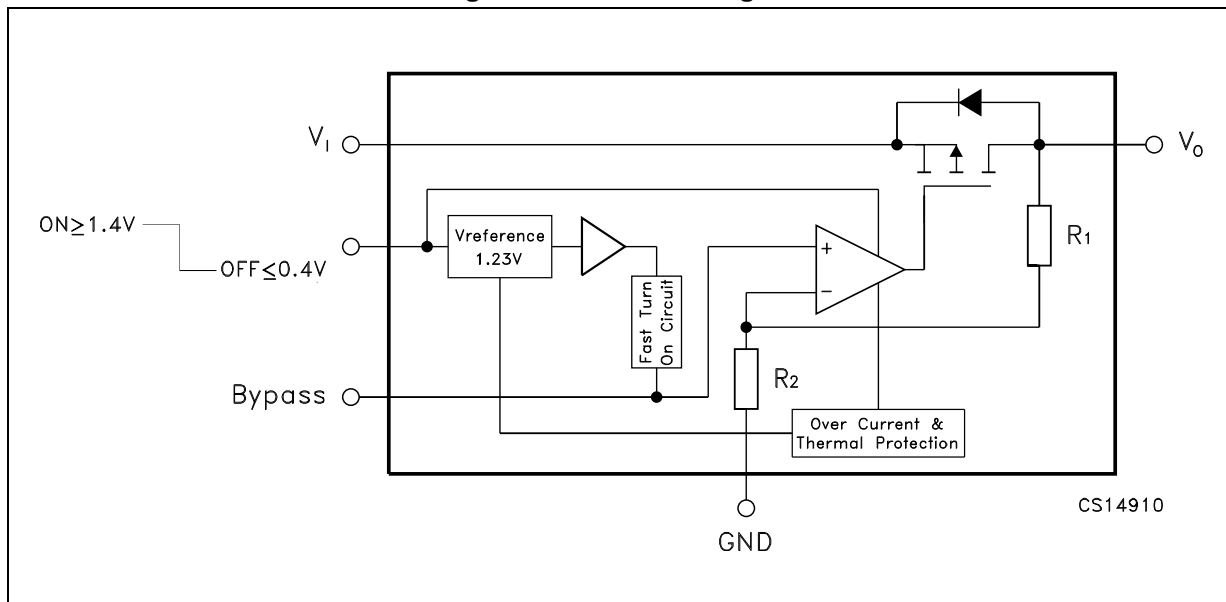 V_I
V_O
ON≥1.4V
OFF≤0.4V
Vreference
1.23V
+
−
R1
Fast Turn
On Circuit
R2
Bypass
Over Current &
Thermal Protection
CS14910
GND